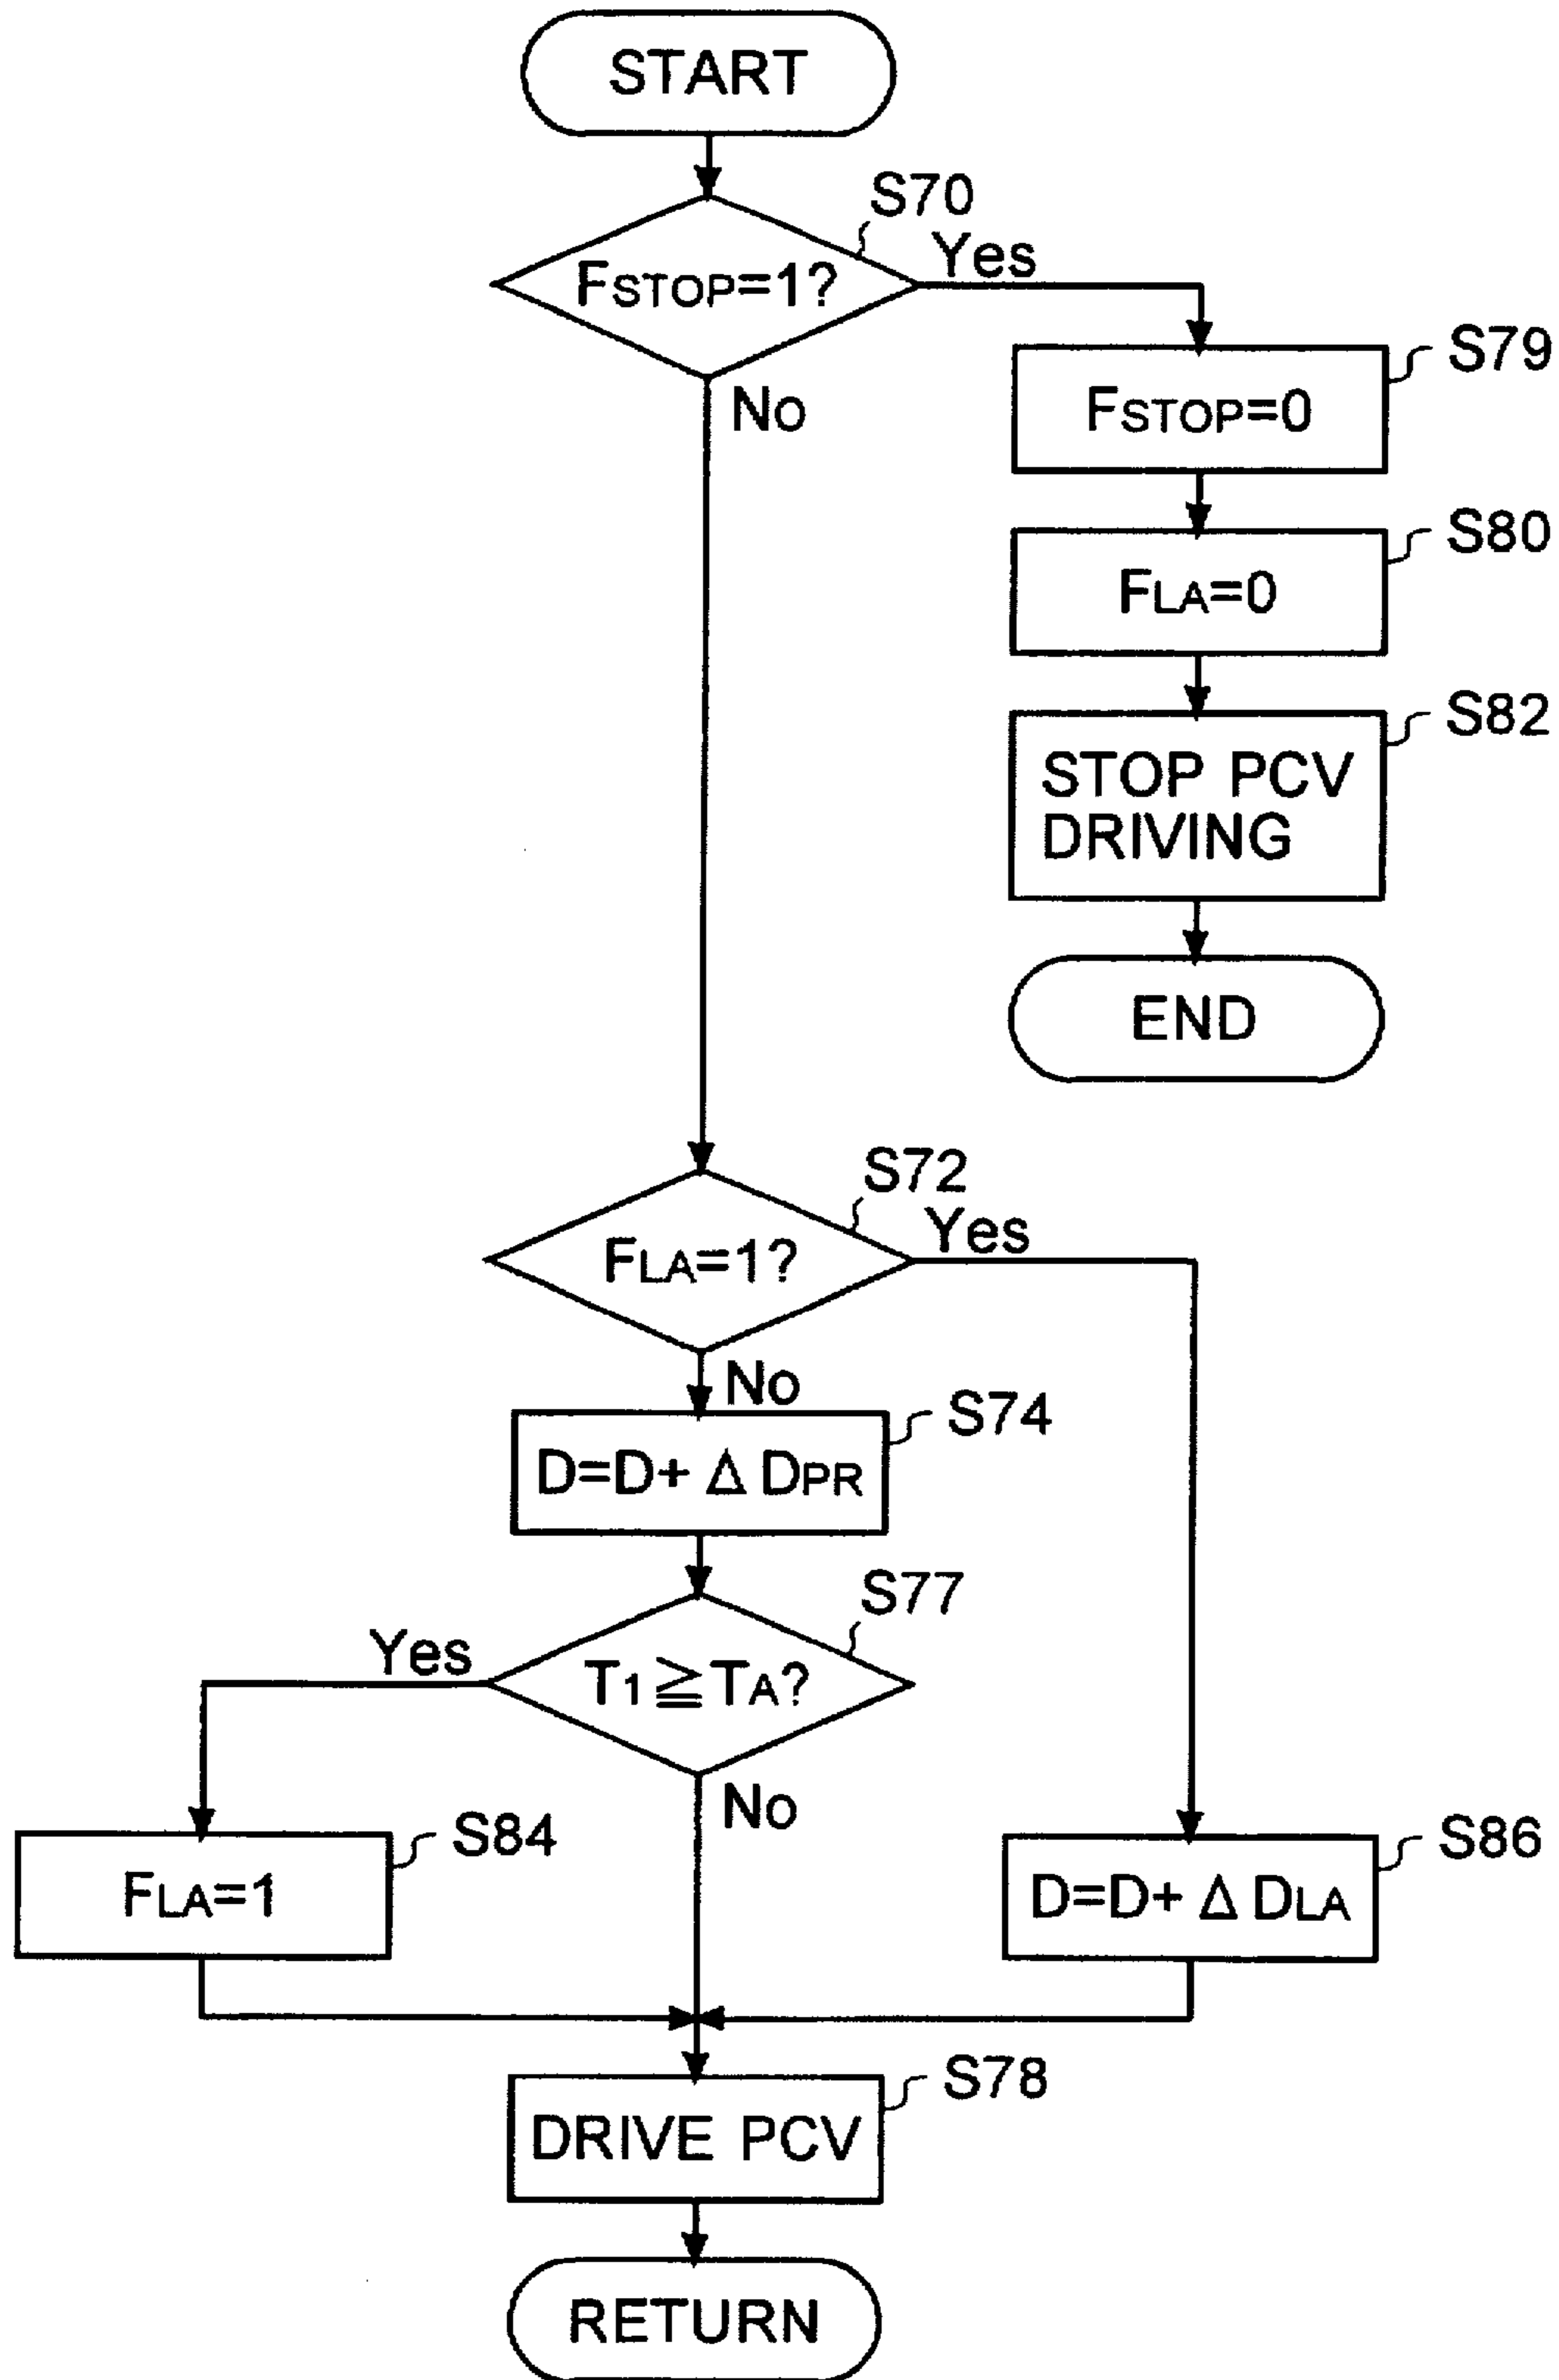 START
S70
FSTOP=1?
Yes
No
S79
FSTOP=0
S80
FLA=0
S82
STOP PCV
DRIVING
END
S72
FLA=1?
Yes
No
S74
D=D+ Δ DPR
S77
T1≧TA?
Yes
No
S84
FLA=1
S86
D=D+ Δ DLA
S78
DRIVE PCV
RETURN